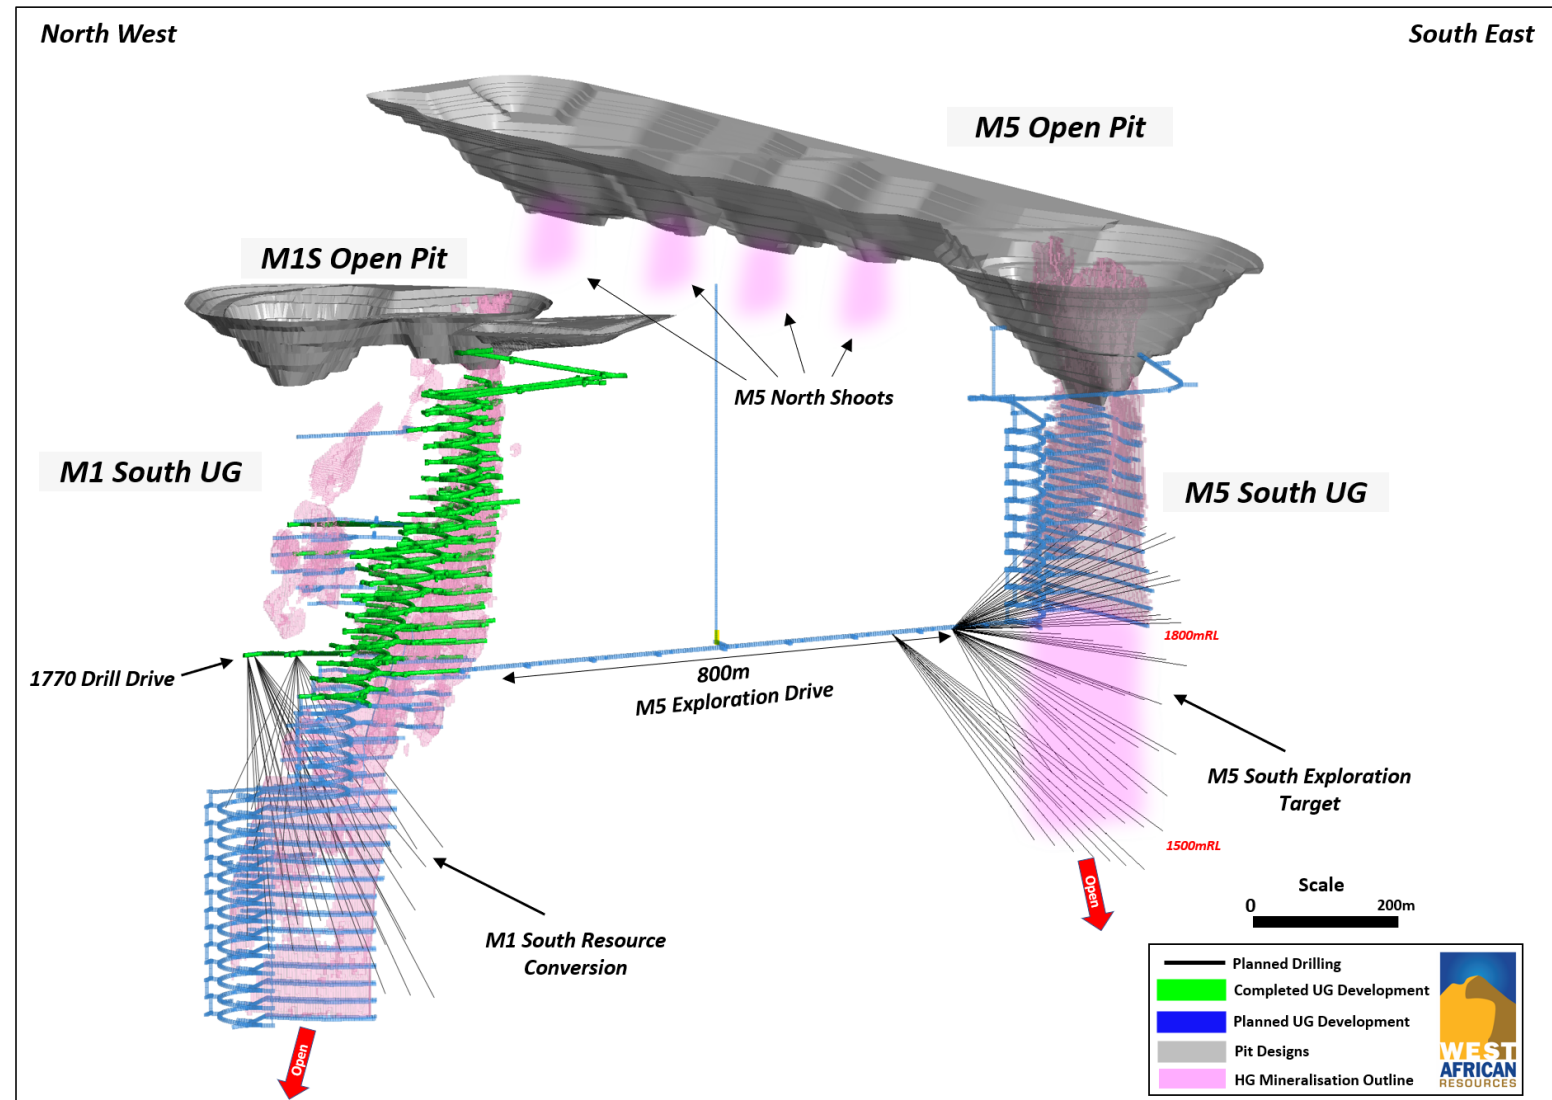 North West
South East
M5 Open Pit
M1S Open Pit
M5 North Shoots
M1 South UG
M5 South UG
1800mRL
1770 Drill Drive
800m
M5 Exploration Drive
M5 South Exploration
Target
1500mRL
Open
Scale
0
200m
M1 South Resource
Conversion
Open
Planned Drilling
Completed UG Development
Planned UG Development
Pit Designs
HG Mineralisation Outline
WEST
AFRICAN
RESOURCES